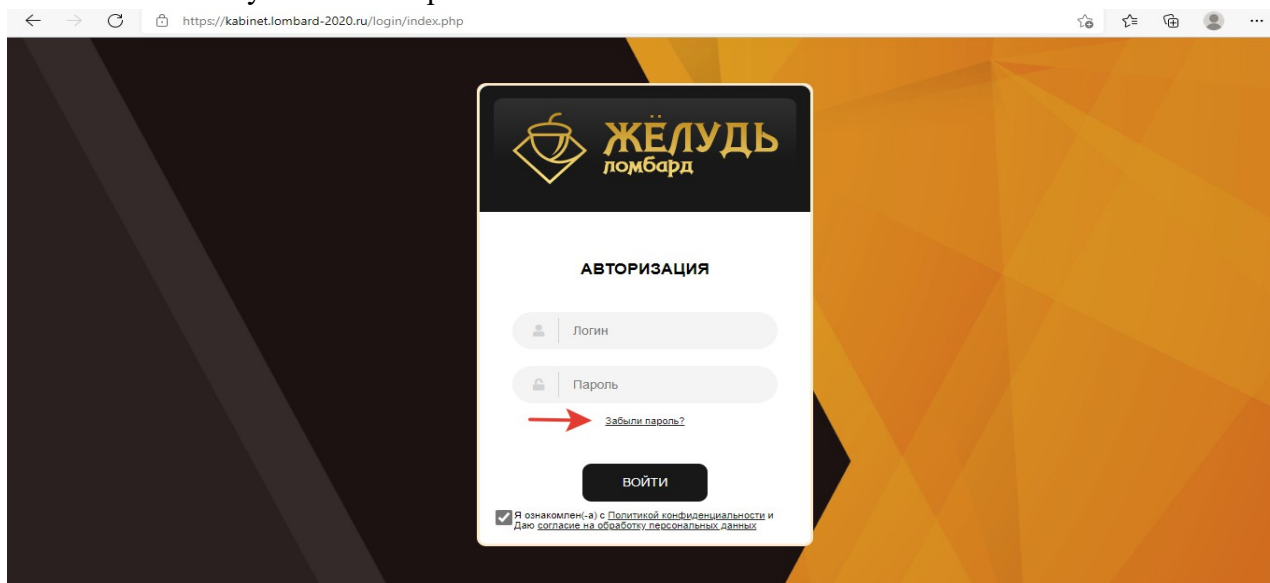 https://kabinet.lombard-2020.ru/login/index.php
ЖЁЛУДЬ
ломбард
АВТОРИЗАЦИЯ
Логин
Пароль
Забыли пароль?
ВОЙТИ
Я ознакомлен(-а) с Политикой конфиденциальности и
Даю согласие на обработку персональных данных